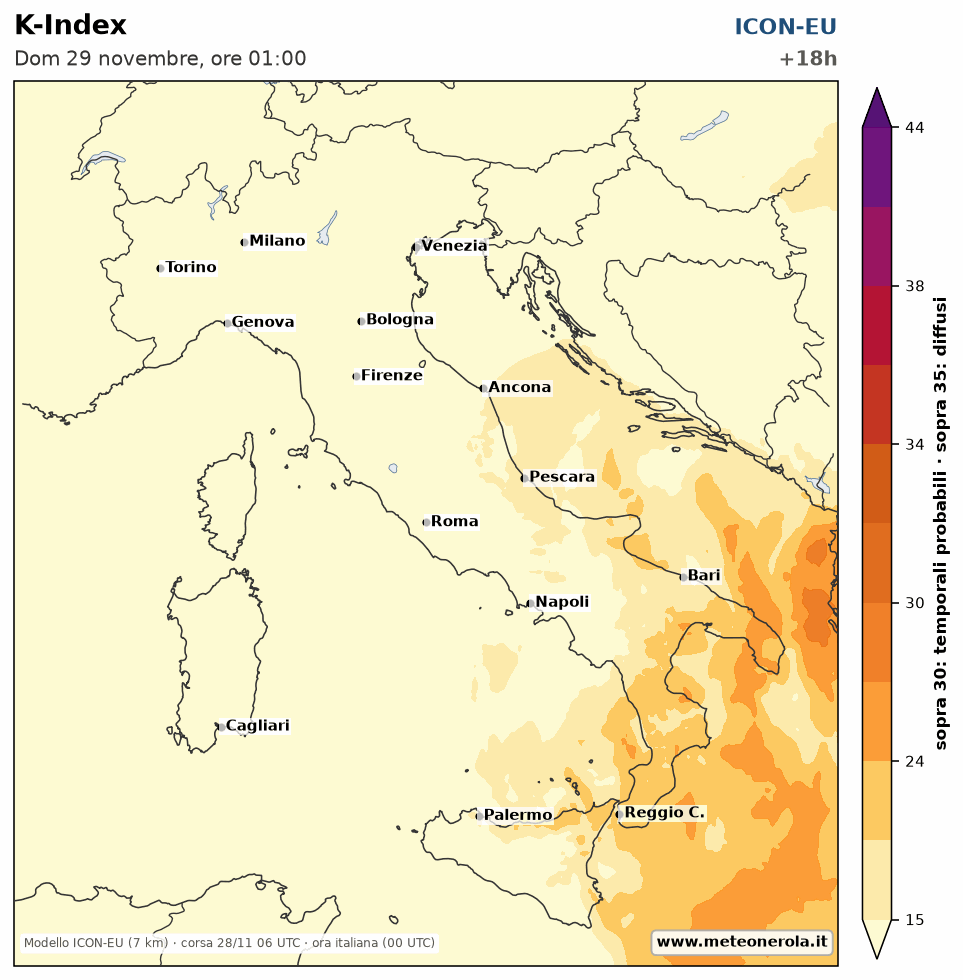 K-Index
ICON-EU
Dom 29 novembre, ore 01:00
+18h
Milano
Venezia
Torino
Genova
Bologna
Firenze
Ancona
Pescara
Roma
Bari
Napoli
Cagliari
Palermo
Reggio C.
44
38
34
30
24
15
sopra 30: temporali probabili · sopra 35: diffusi
Modello ICON-EU (7 km) · corsa 28/11 06 UTC · ora italiana (00 UTC)
www.meteonerola.it